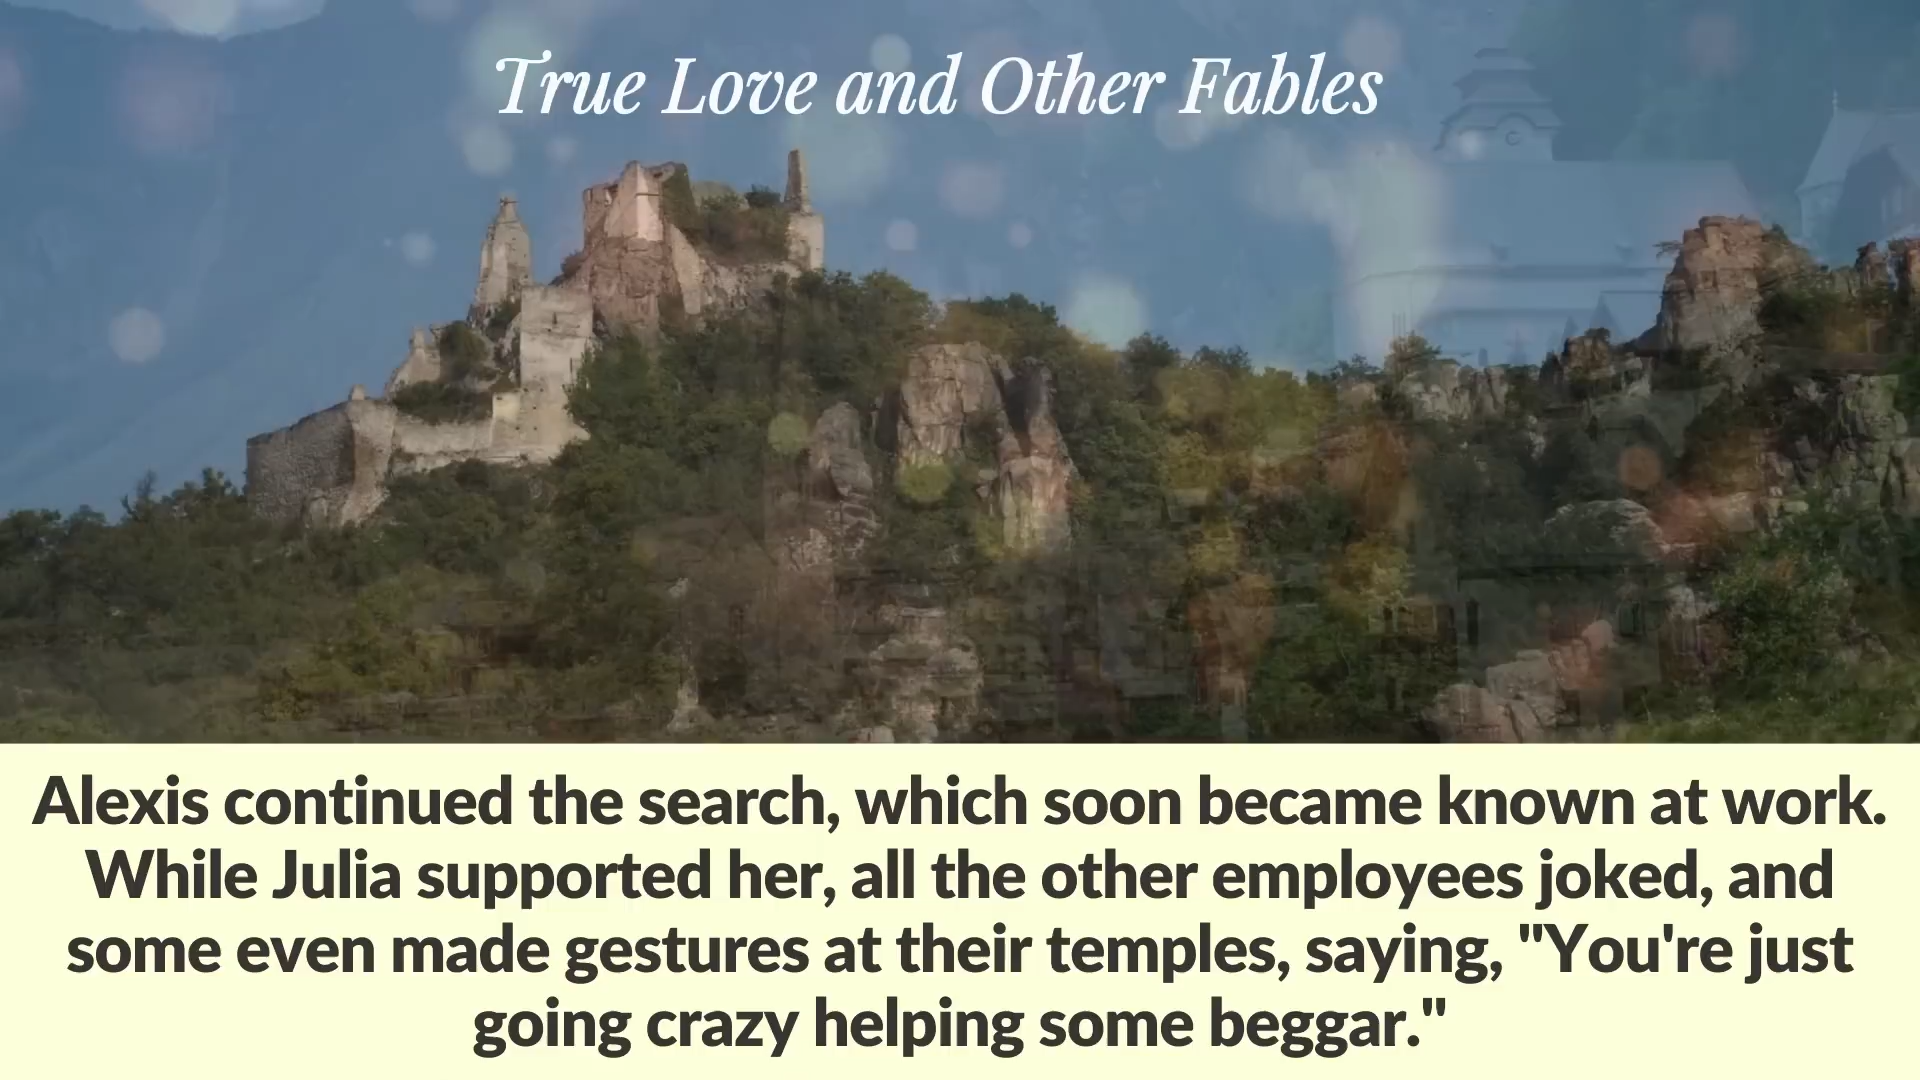 True Love and Other Fables
Alexis continued the search, which soon became known at work.
While Julia supported her, all the other employees joked, and
some even made gestures at their temples, saying, "You're just
going crazy helping some beggar."